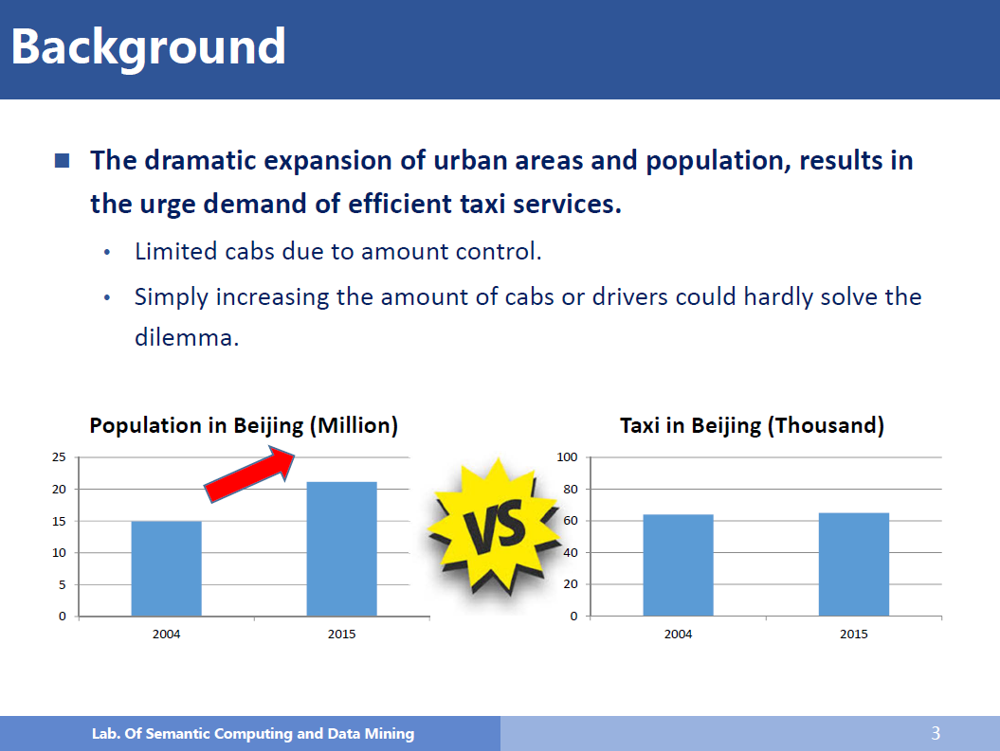 Background
The dramatic expansion of urban areas and population, results in
the urge demand of efficient taxi services.
Limited cabs due to amount control.
Simply increasing the amount of cabs or drivers could hardly solve the
dilemma.
Population in Beijing (Million)
25
20
15
10
5
0
2004 2015
VS
Taxi in Beijing (Thousand)
100
80
60
40
20
0
2004 2015
Lab. Of Semantic Computing and Data Mining
3